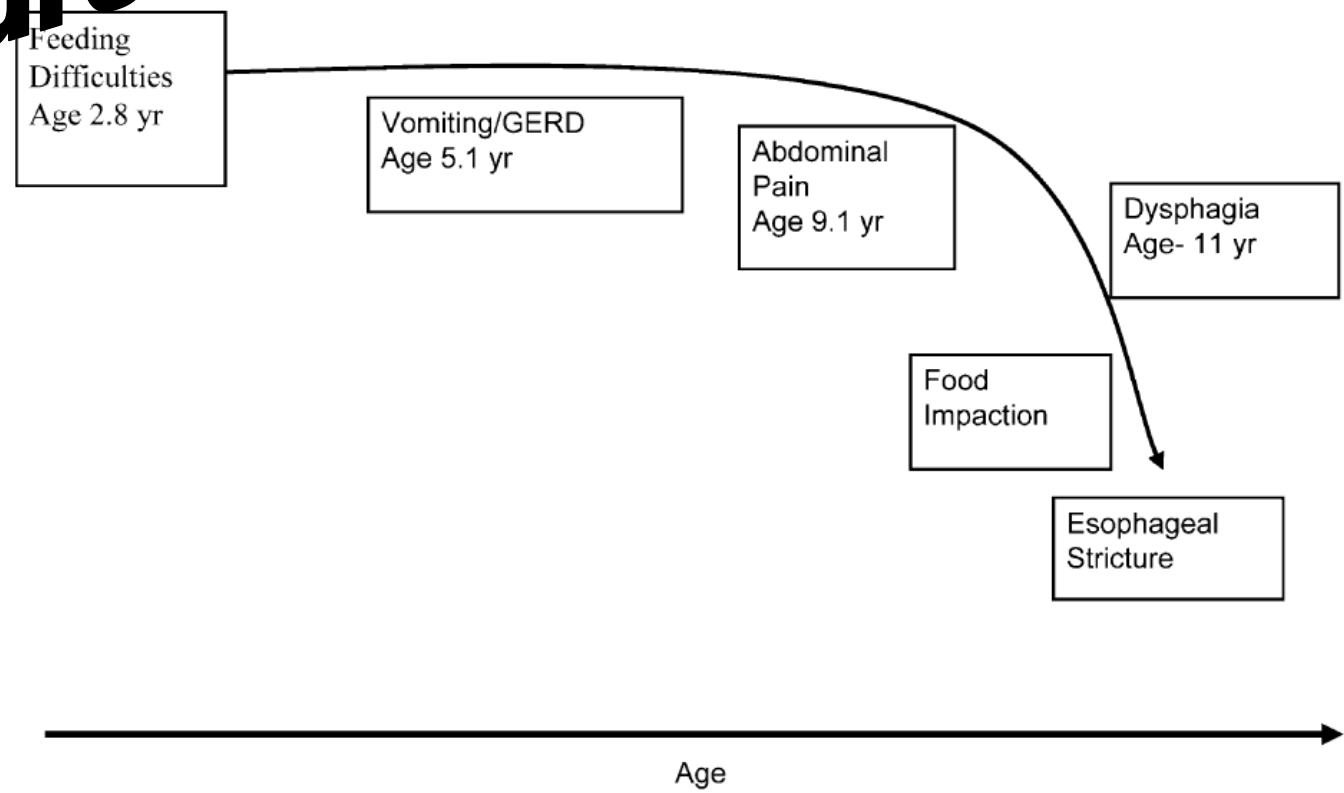 Feeding
Difficulties
Age 2.8 yr
Vomiting/GERD
Age 5.1 yr
Abdominal
Pain
Age 9.1 yr
Dysphagia
Age- 11 yr
Food
Impaction
Esophageal
Stricture
Age